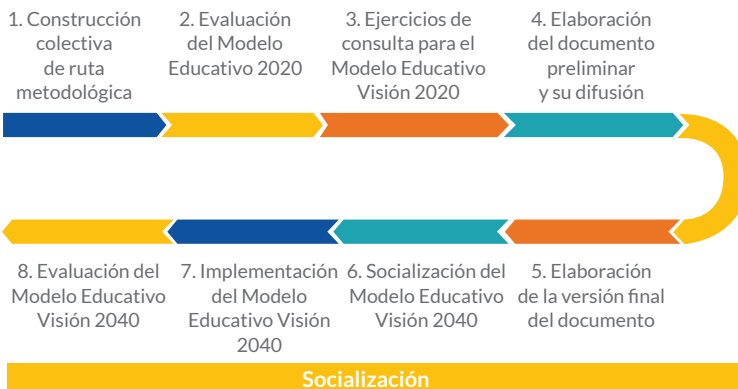 1. Construcción
colectiva
de ruta
metodológica
2. Evaluación
del Modelo
Educativo 2020
3. Ejercicios de
consulta para el
Modelo Educativo
Visión 2020
4. Elaboración
del documento
preliminar
y su difusión
5. Elaboración
de la versión final
del documento
6. Socialización del
Modelo Educativo
Visión 2040
7. Implementación
del Modelo
Educativo Visión
2040
8. Evaluación del
Modelo Educativo
Visión 2040
Socialización